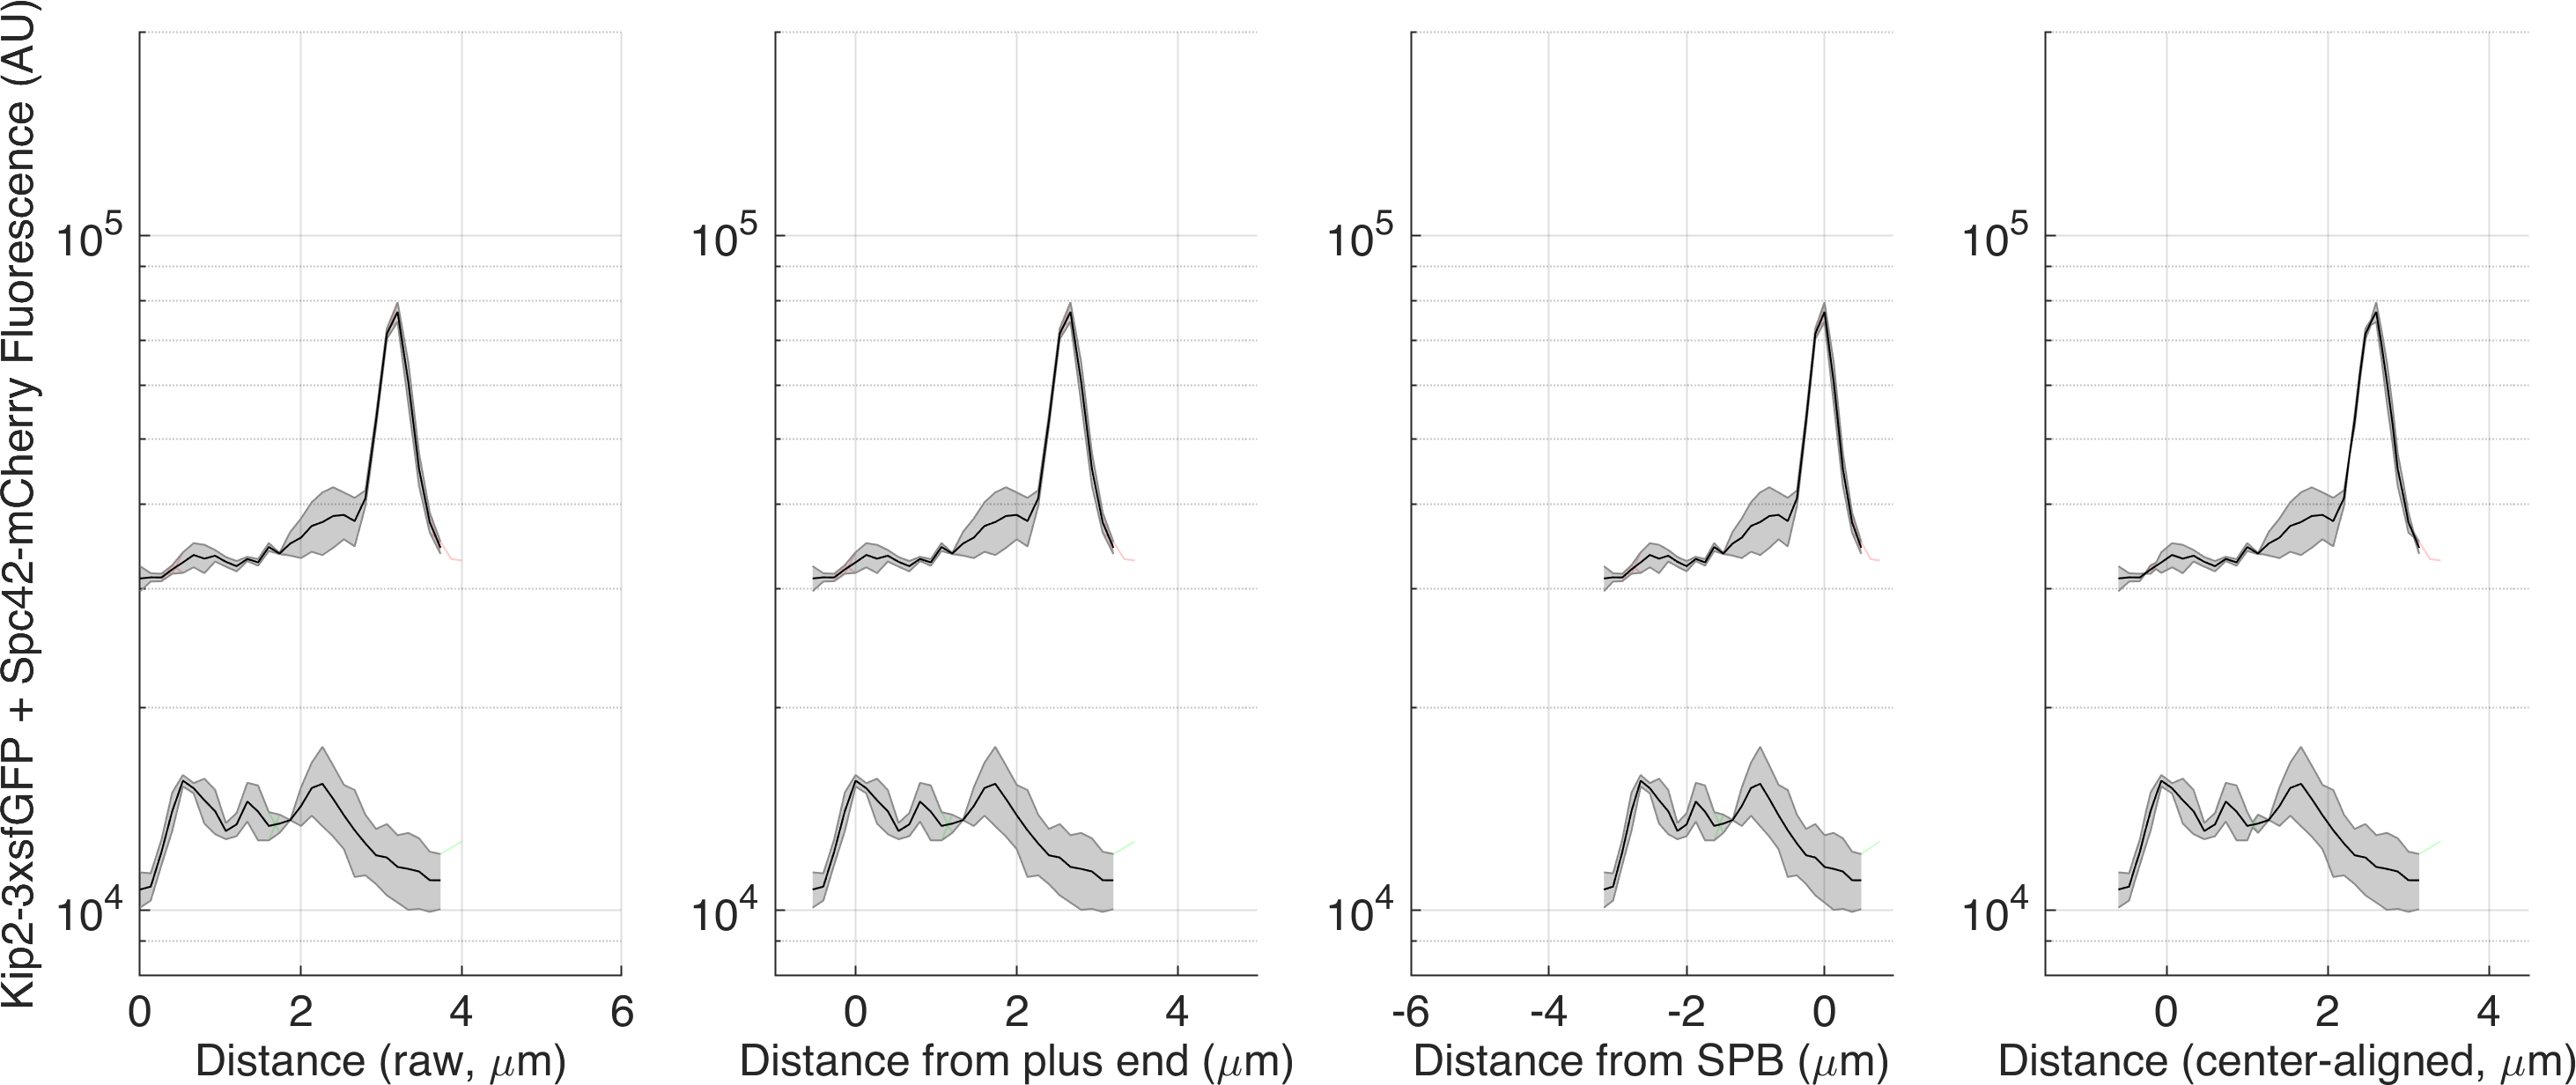 Kip2-3xsfGFP + Spc42-mCherry Fluorescence (AU)
10^5
10^4
0 2 4 6
Distance (raw, μm)
10^5
10^4
0 2 4
Distance from plus end (μm)
10^5
10^4
-6 -4 -2 0
Distance from SPB (μm)
10^5
10^4
0 2 4
Distance (center-aligned, μm)